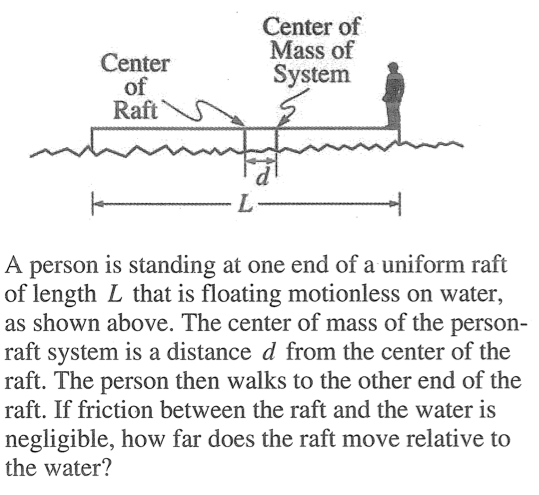 Center of
Mass of
System
Center
of
Raft
d
L
A person is standing at one end of a uniform raft
of length L that is floating motionless on water,
as shown above. The center of mass of the person-
raft system is a distance d from the center of the
raft. The person then walks to the other end of the
raft. If friction between the raft and the water is
negligible, how far does the raft move relative to
the water?